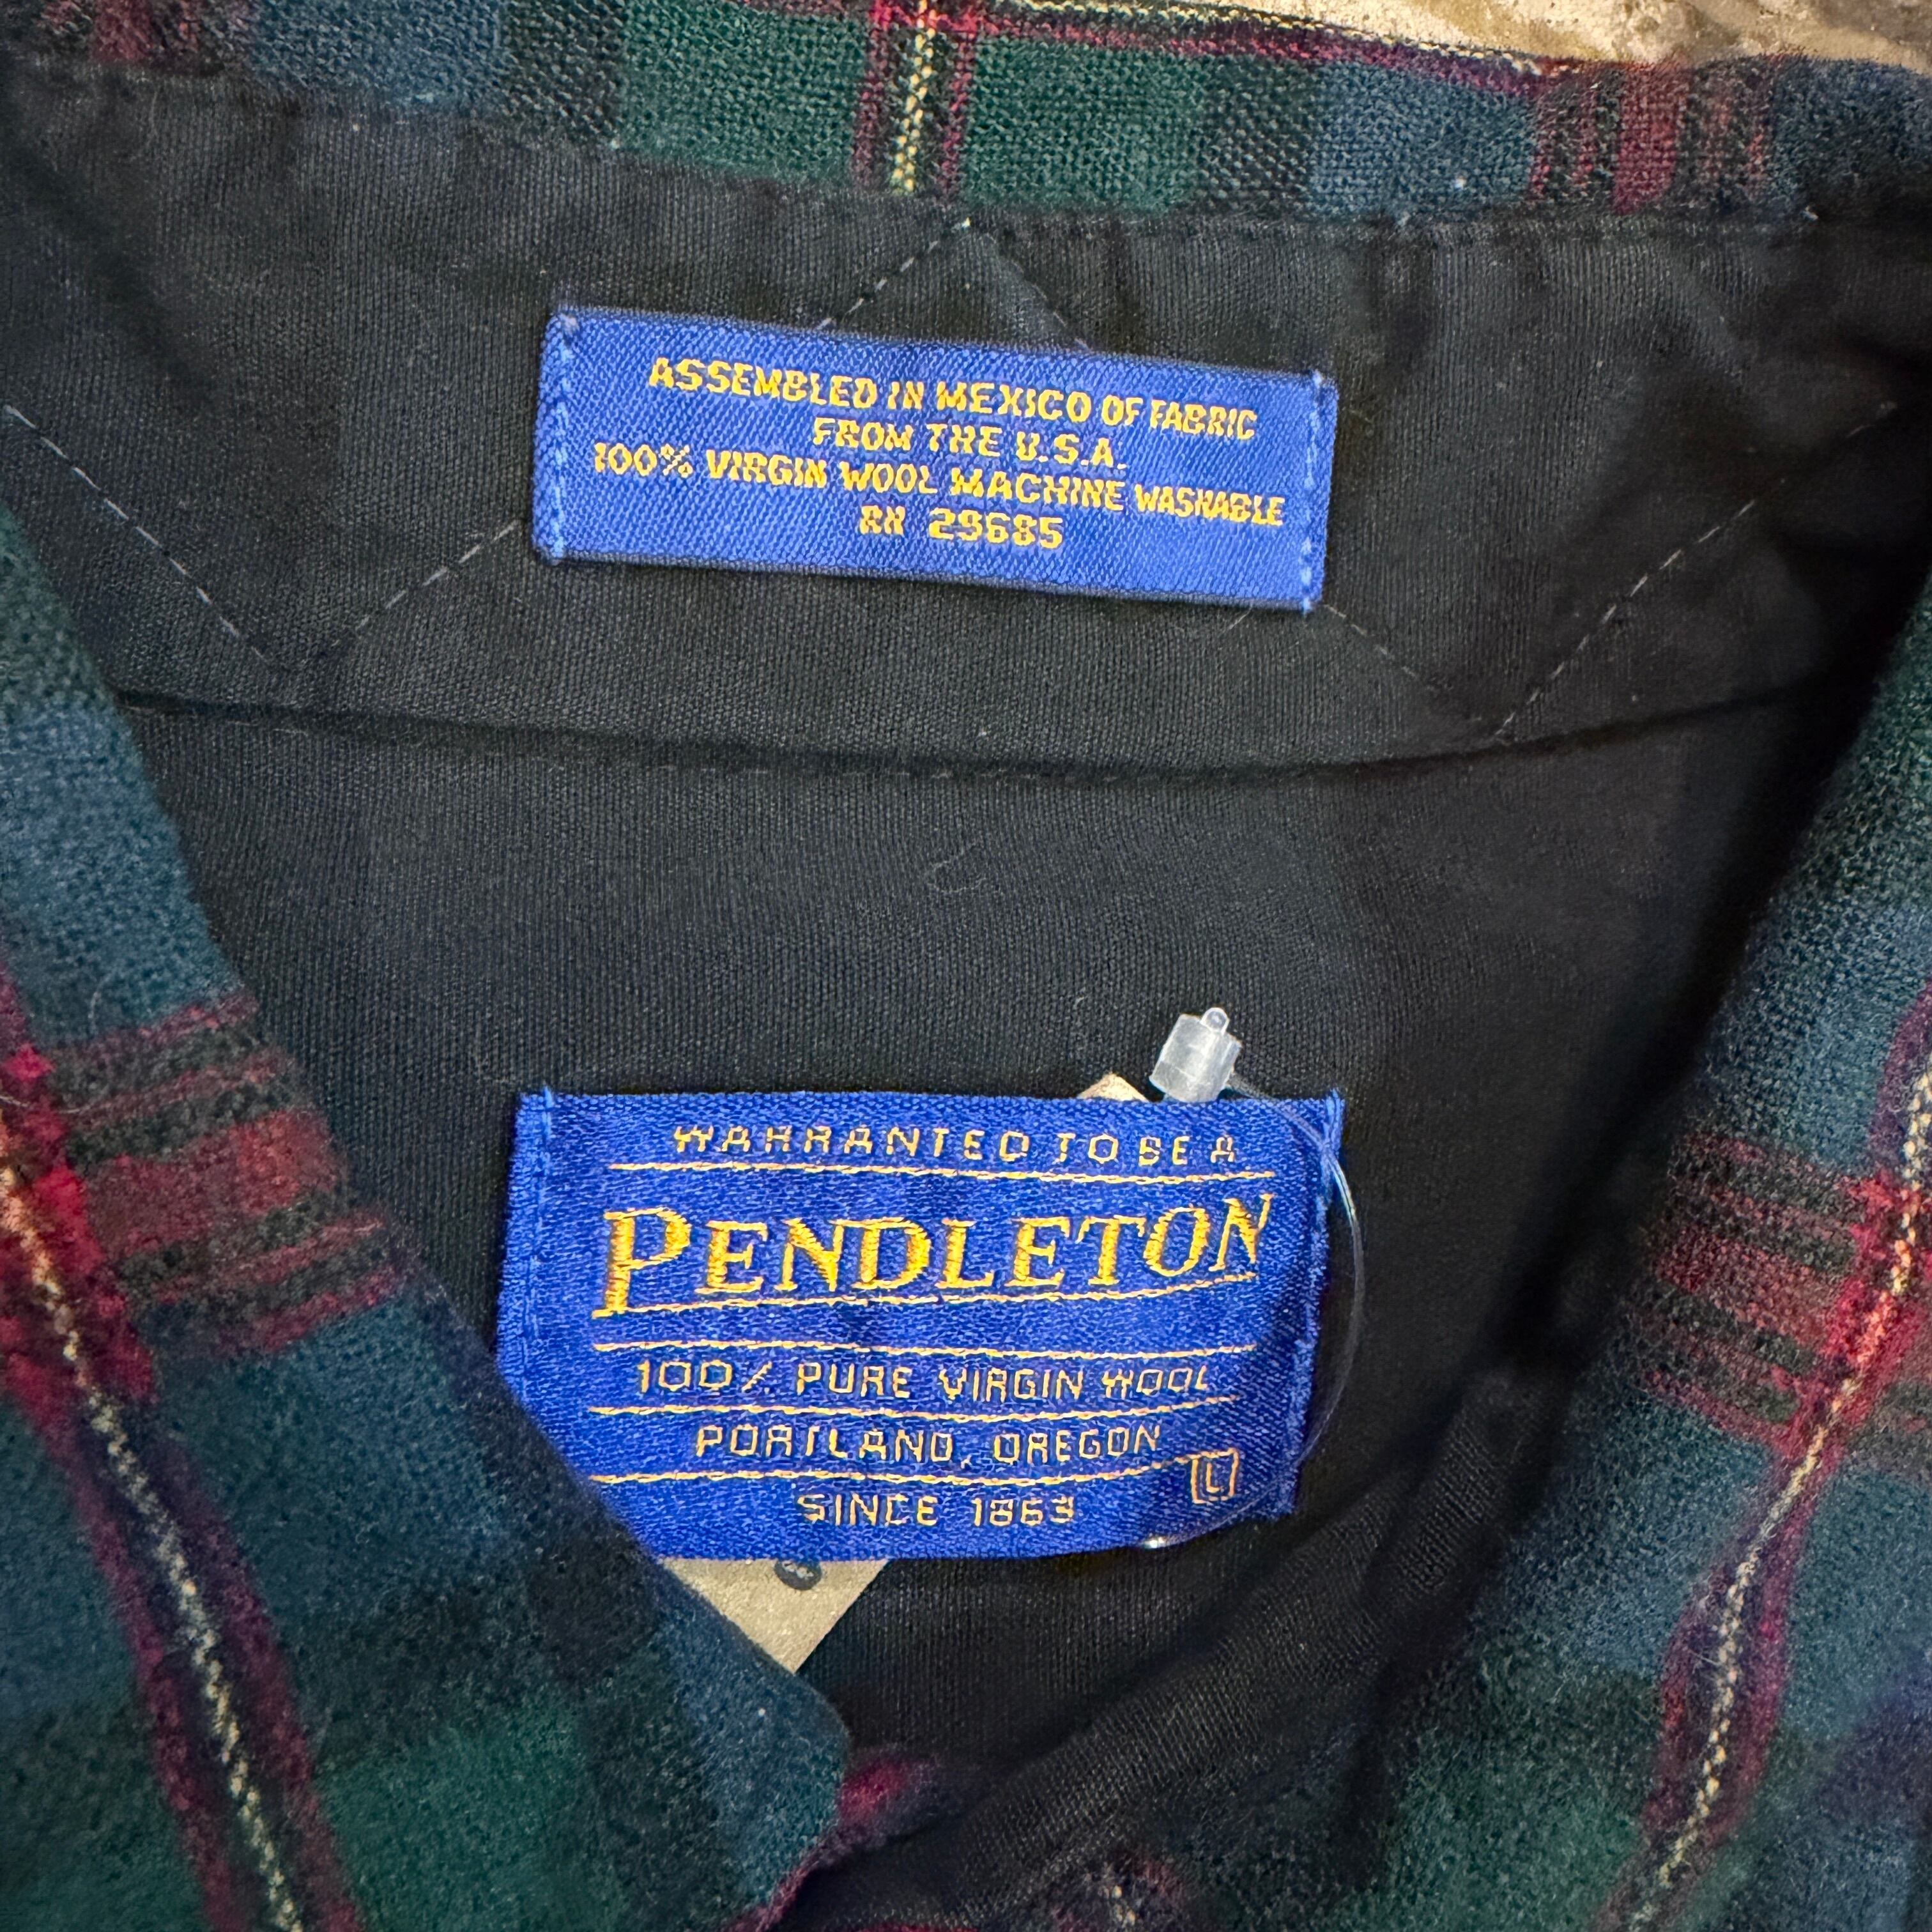 ASSEMBLED IN MEXICO OF FABRIC
FROM THE U.S.A.
100% VIRGIN WOOL MACHINE WASHABLE
RN 29685
WARRANTED TO BE A
PENDLETON
100% PURE VIRGIN WOOL
PORTLAND, OREGON
SINCE 1863
L